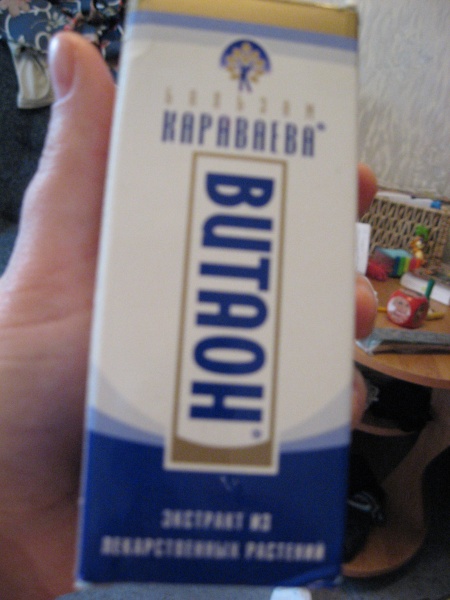 БАЛЬЗАМ
КАРАВАЕВА®
ВИТАОН®
ЭКСТРАКТ ИЗ
ЛЕКАРСТВЕННЫХ РАСТЕНИЙ